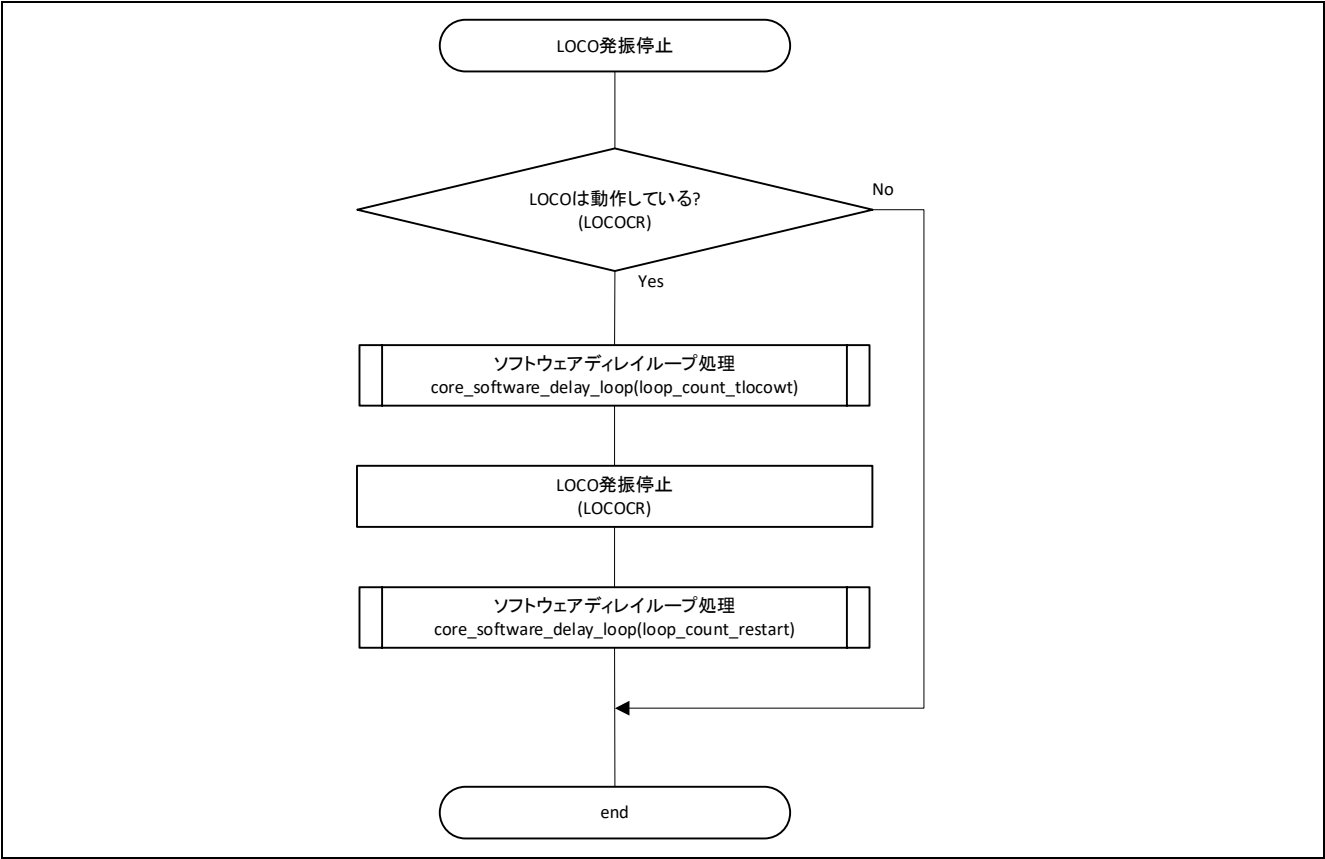 LOCO発振停止
LOCOは動作している?
(LOCOCR)
No
Yes
ソフトウェアディレイループ処理
core_software_delay_loop(loop_count_tlocowt)
LOCO発振停止
(LOCOCR)
ソフトウェアディレイループ処理
core_software_delay_loop(loop_count_restart)
end